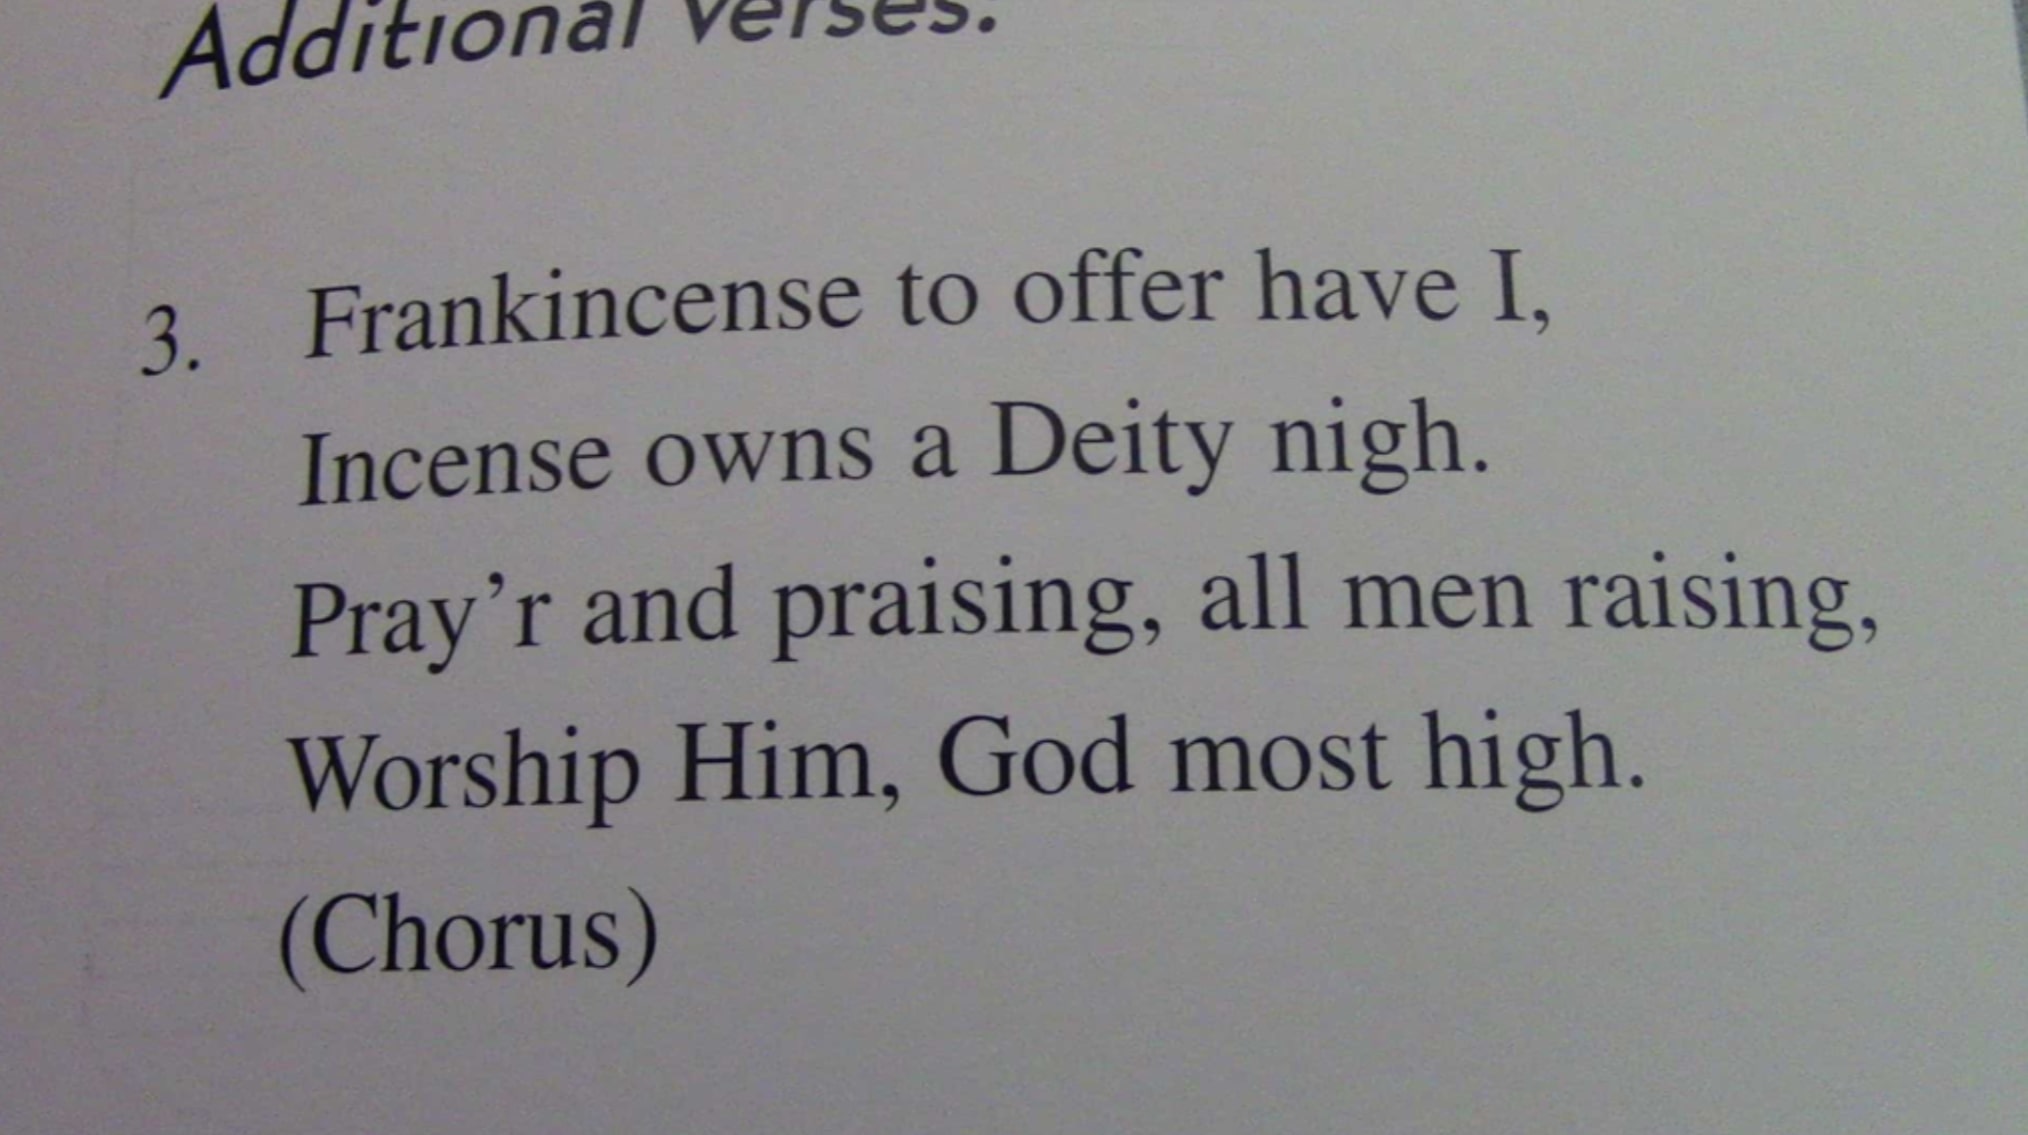 Additional Verses:
3. Frankincense to offer have I,
Incense owns a Deity nigh.
Pray’r and praising, all men raising,
Worship Him, God most high.
(Chorus)